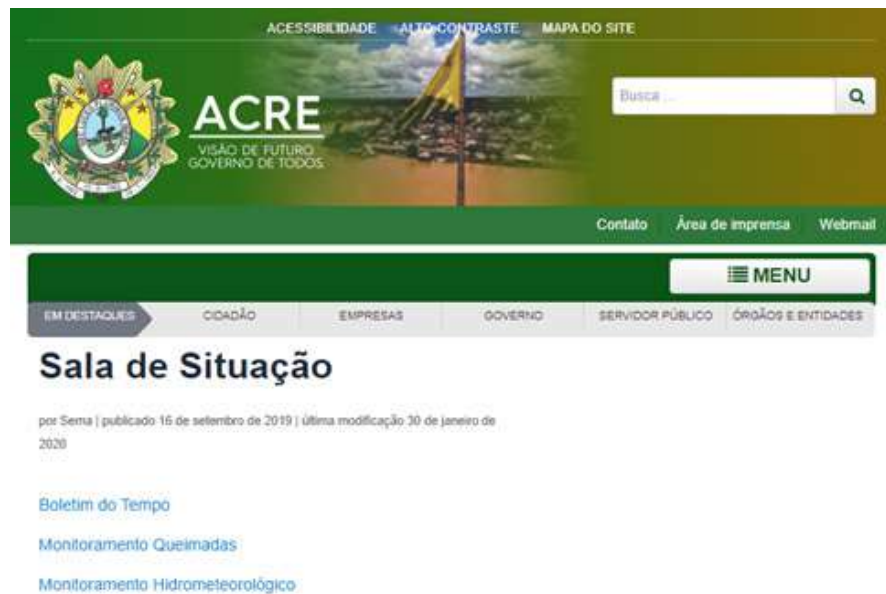 ACESSIBILIDADE ALTO CONTRASTE MAPA DO SITE
ACRE
VISÃO DE FUTURO
GOVERNO DE TODOS.
Busca ...
Contato Área de imprensa Webmail
MENU
EM DESTAQUES CIDADÃO EMPRESAS GOVERNO SERVIDOR PÚBLICO ÓRGÃOS E ENTIDADES
Sala de Situação
por Sema | publicado 16 de setembro de 2019 | última modificação 30 de janeiro de
2020
Boletim do Tempo
Monitoramento Queimadas
Monitoramento Hidrometeorológico